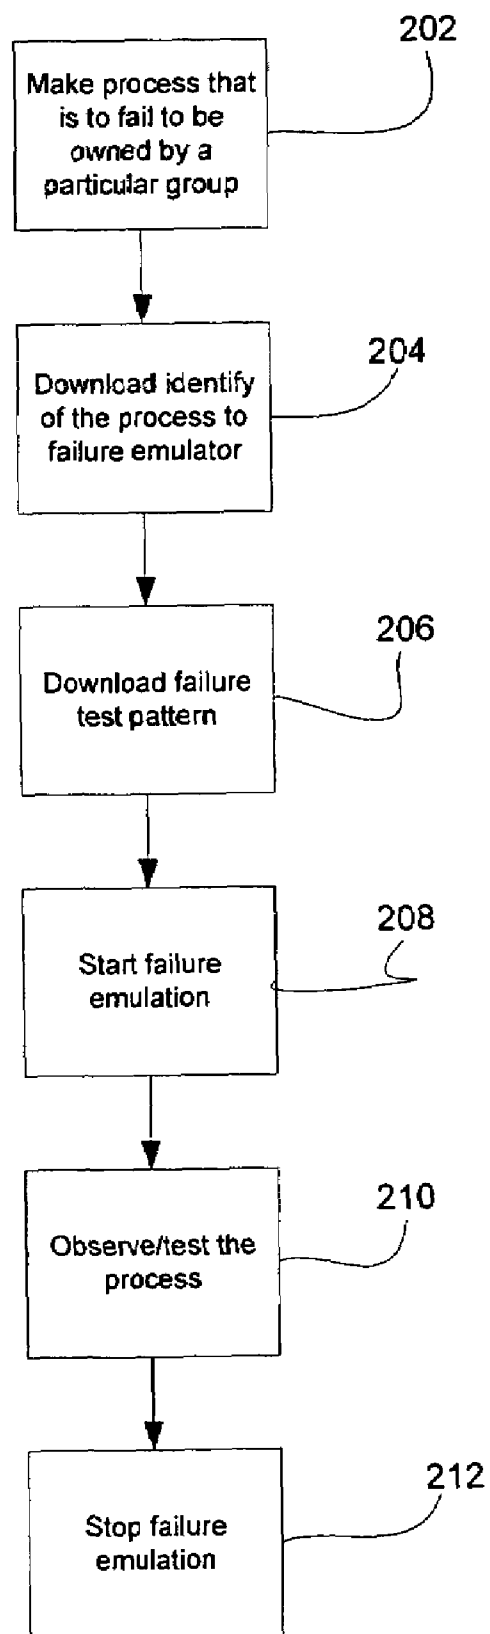 202
Make process that
is to fail to be
owned by a
particular group
204
Download identify
of the process to
failure emulator
206
Download failure
test pattern
208
Start failure
emulation
210
Observe/test the
process
212
Stop failure
emulation